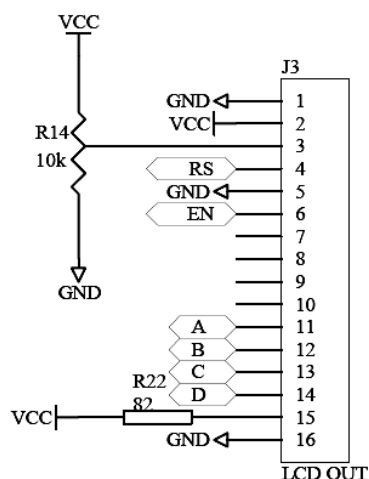 VCC
J3
GND 1
VCC 2
R14
10k
3
RS 4
GND 5
EN 6
7
8
9
GND
10
A 11
B 12
C 13
R22
D 14
82
VCC 15
GND 16
LCD OUT